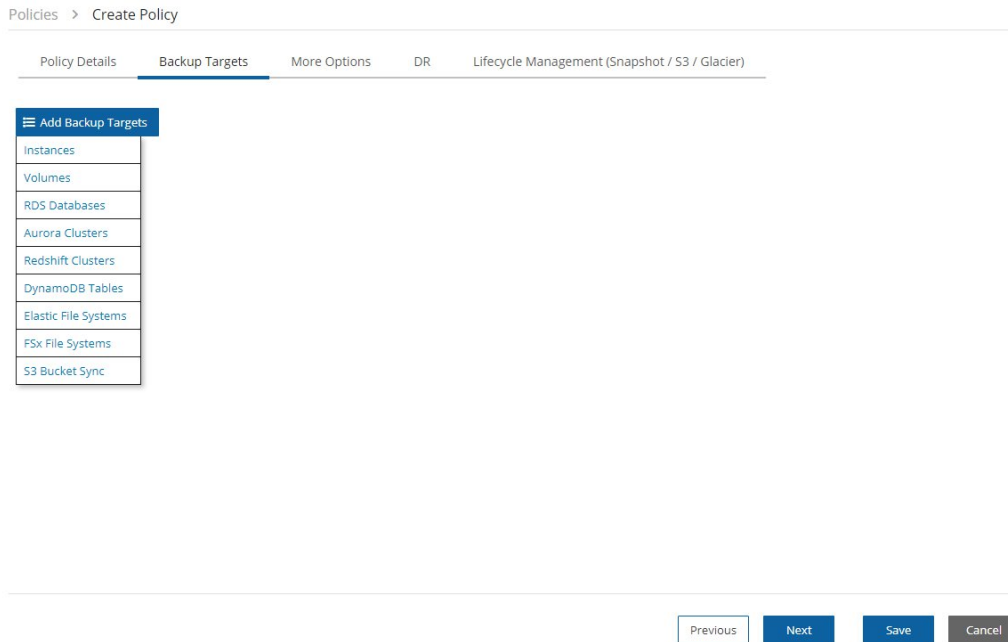 Policies > Create Policy
Policy Details Backup Targets More Options DR Lifecycle Management (Snapshot / S3 / Glacier)
Add Backup Targets
Instances
Volumes
RDS Databases
Aurora Clusters
Redshift Clusters
DynamoDB Tables
Elastic File Systems
FSx File Systems
S3 Bucket Sync
Previous Next Save Cancel